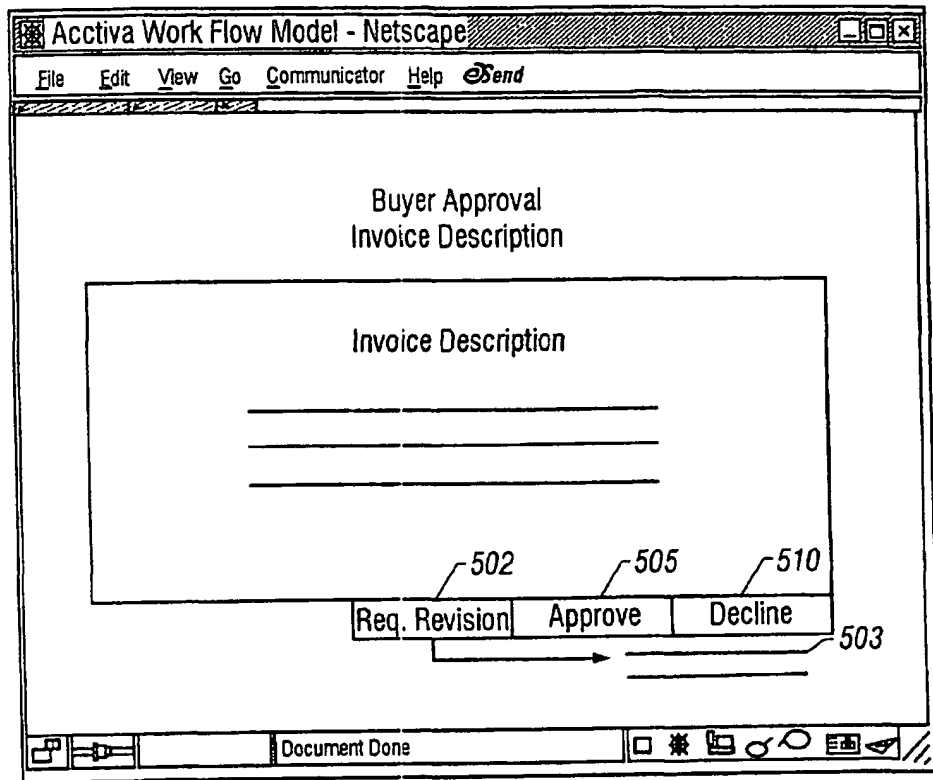 Acctiva Work Flow Model - Netscape
File Edit View Go Communicator Help eSend
Buyer Approval
Invoice Description
Invoice Description
502 505 510
Req. Revision Approve Decline
503
Document Done